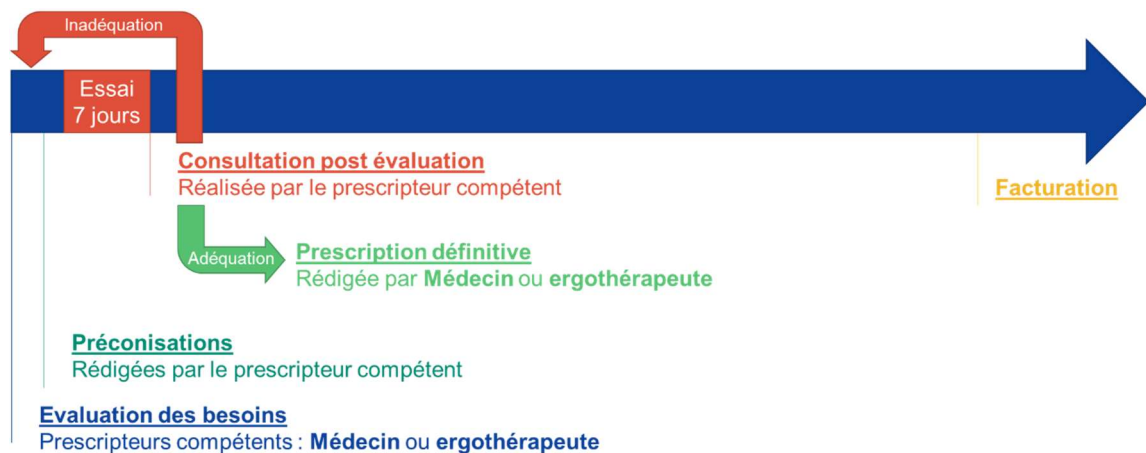 Inadéquation
Essai
7 jours
Consultation post évaluation
Réalisée par le prescripteur compétent
Facturation
Adéquation
Prescription définitive
Rédigée par Médecin ou ergothérapeute
Préconisations
Rédigées par le prescripteur compétent
Evaluation des besoins
Prescripteurs compétents : Médecin ou ergothérapeute